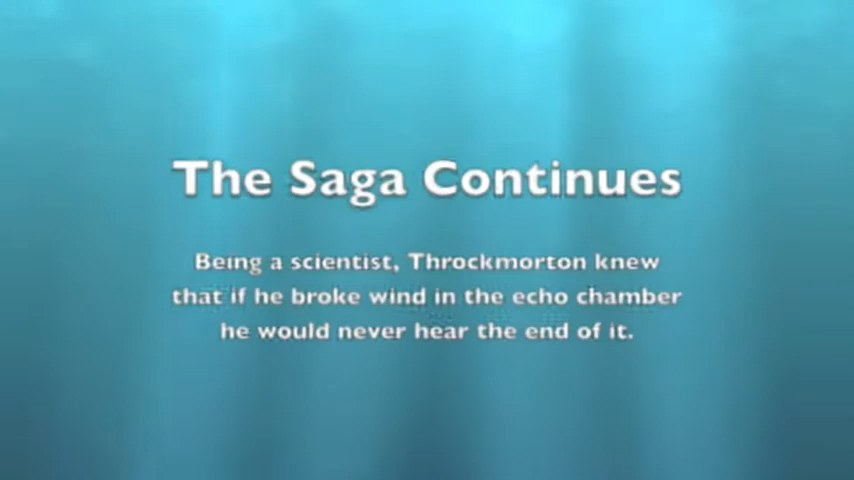 The Saga Continues
Being a scientist, Throckmorton knew
that if he broke wind in the echo chamber
he would never hear the end of it.